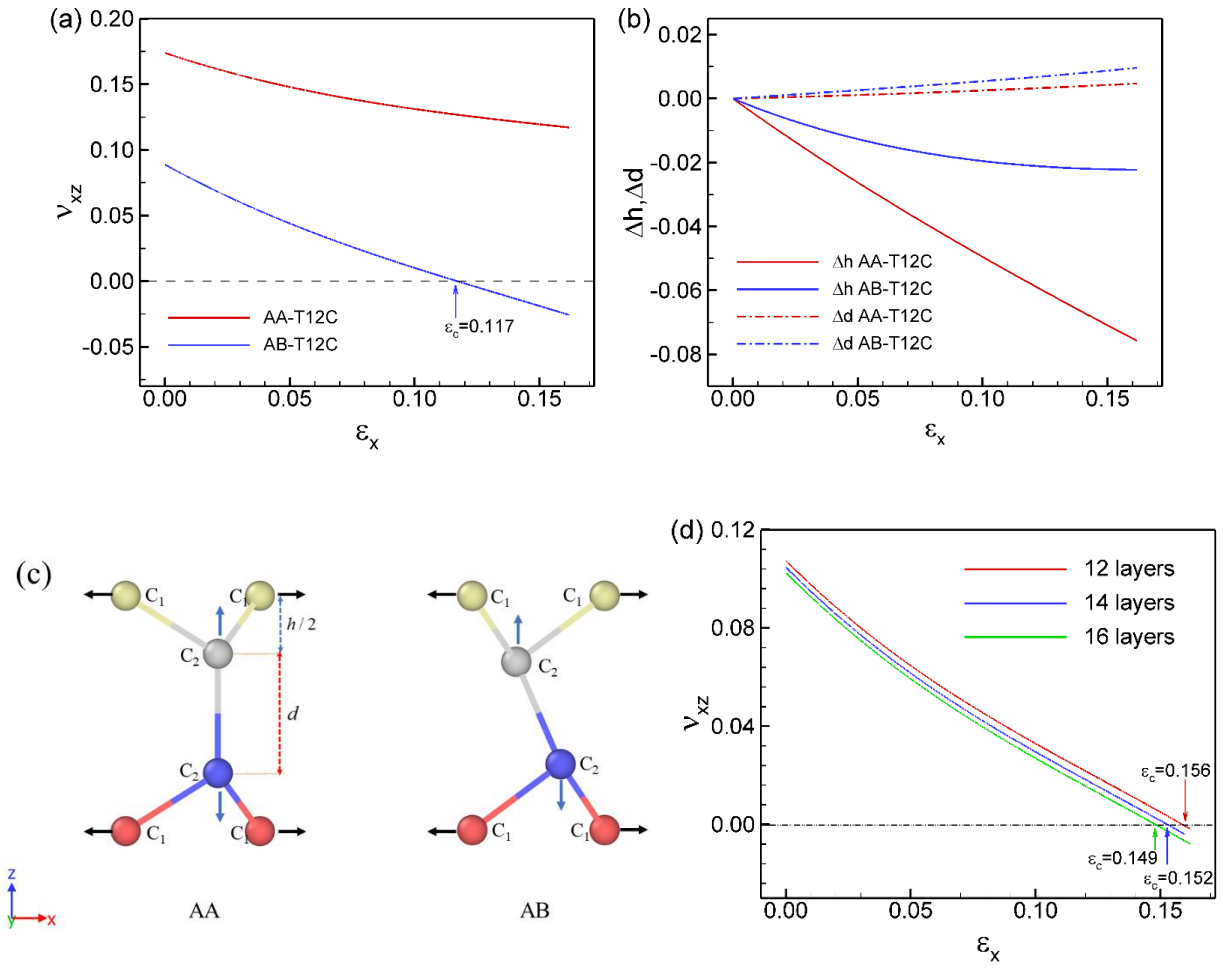 (a)
0.20
0.15
0.10
0.05
0.00
-0.05
ν_xz
AA-T12C
AB-T12C
ε_c=0.117
0.00 0.05 0.10 0.15
ε_x
(b)
0.02
0.00
-0.02
-0.04
-0.06
-0.08
Δh,Δd
Δh AA-T12C
Δh AB-T12C
Δd AA-T12C
Δd AB-T12C
0.00 0.05 0.10 0.15
ε_x
(c)
C₁ C₁
h/2
C₂
d
C₂
C₁ C₁
AA
C₁ C₁
C₂
C₂
C₁ C₁
AB
z
y x
(d)
0.12
0.08
0.04
0.00
ν_xz
12 layers
14 layers
16 layers
ε_c=0.156
ε_c=0.149
ε_c=0.152
0.00 0.05 0.10 0.15
ε_x